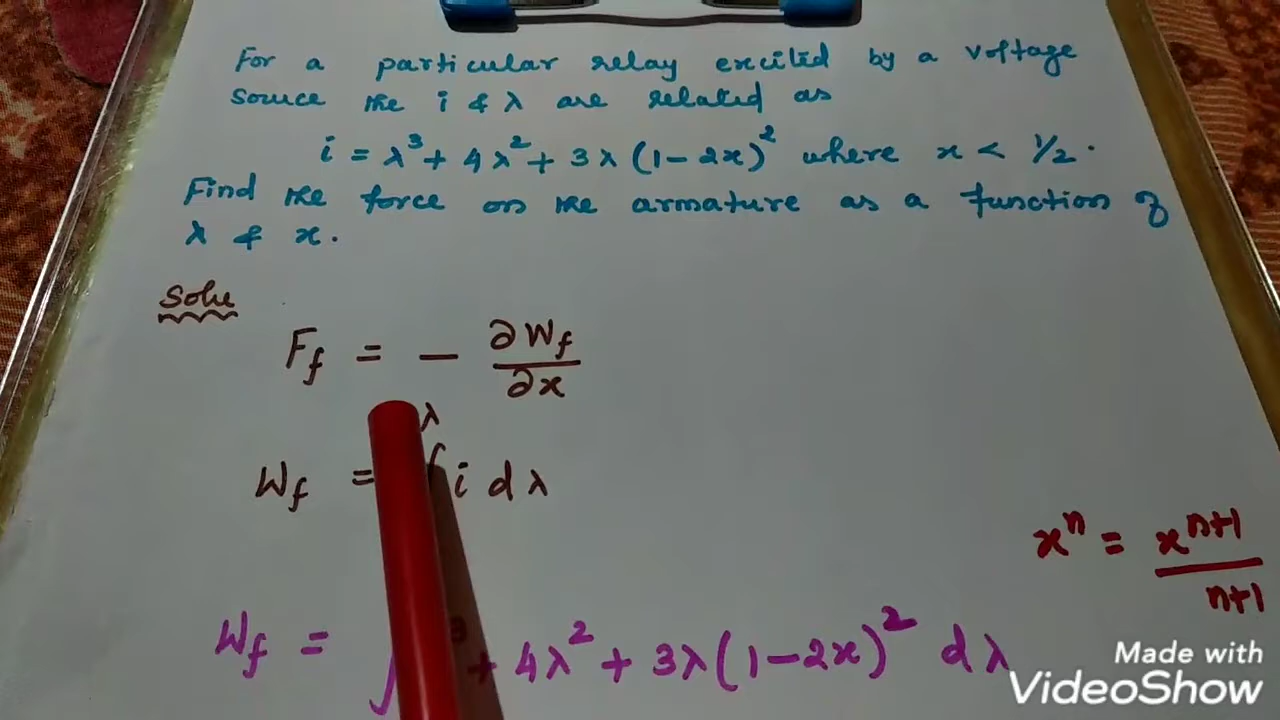 For a particular relay excited by a voltage
source the i & λ are related as
i = λ³ + 4λ² + 3λ(1-2x)² where x < 1/2.
Find the force on the armature as a function of
λ & x.
Soln
F_f = - ∂W_f / ∂x
λ
W_f = ∫ i dλ
xⁿ = xⁿ⁺¹ / n+1
W_f = ∫ ³ + 4λ² + 3λ(1-2x)² dλ
Made with
VideoShow